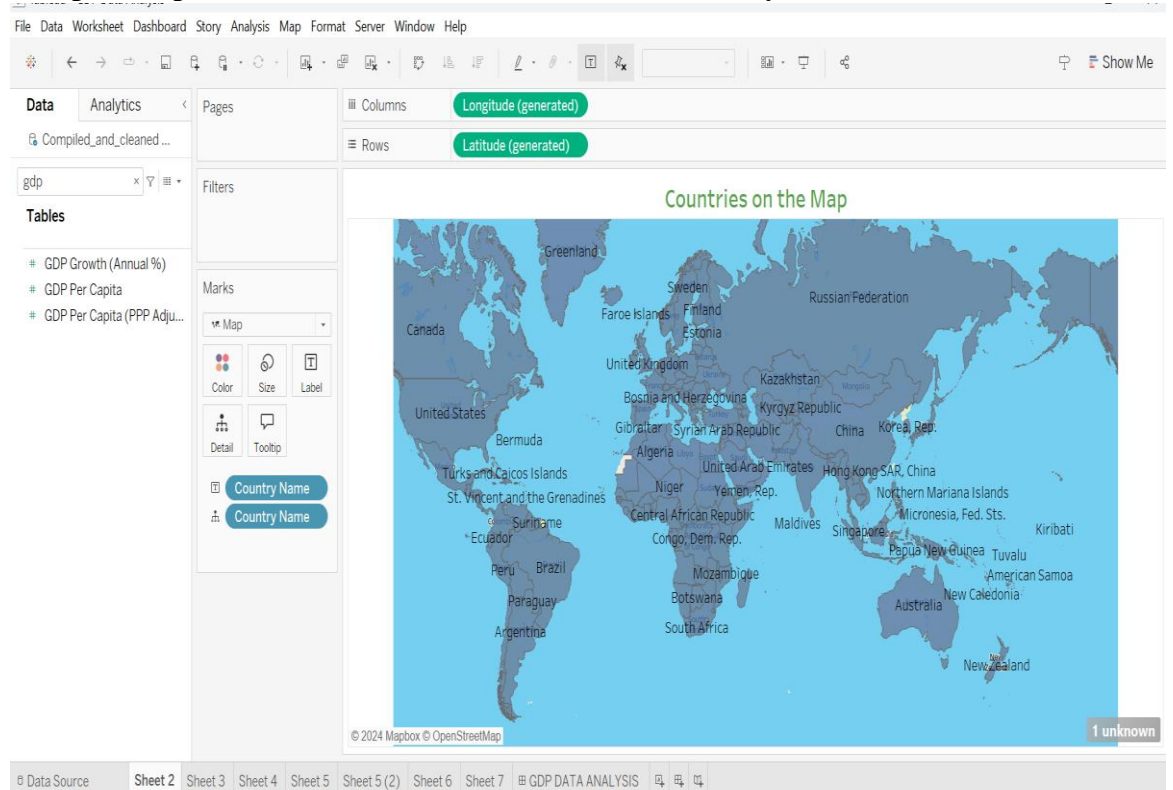 File Data Worksheet Dashboard Story Analysis Map Format Server Window Help
Show Me
Data Analytics
Pages
Columns Longitude (generated)
Compiled_and_cleaned ...
Rows Latitude (generated)
gdp
Filters
Tables
Countries on the Map
GDP Growth (Annual %)
GDP Per Capita
GDP Per Capita (PPP Adju...
Marks
Map
Color Size Label
Detail Tooltip
Country Name
Country Name
Greenland
Sweden
Russian Federation
Faroe Islands Finland
Canada
Estonia
United Kingdom
Kazakhstan
Mongolia
Bosnia and Herzegovina
Kyrgyz Republic
United States
Gibraltar Syrian Arab Republic
China Korea, Rep.
Bermuda
Algeria Libya
United Arab Emirates Hong Kong SAR, China
Turks and Caicos Islands
Niger
Yemen, Rep.
Northern Mariana Islands
St. Vincent and the Grenadines
Central African Republic
Maldives
Micronesia, Fed. Sts.
Suriname
Singapore
Kiribati
Ecuador
Congo, Dem. Rep.
Papua New Guinea Tuvalu
Peru Brazil
Mozambique
American Samoa
Paraguay
Botswana
Australia New Caledonia
Argentina
South Africa
New Zealand
© 2024 Mapbox © OpenStreetMap
1 unknown
Data Source Sheet 2 Sheet 3 Sheet 4 Sheet 5 Sheet 5 (2) Sheet 6 Sheet 7 GDP DATA ANALYSIS